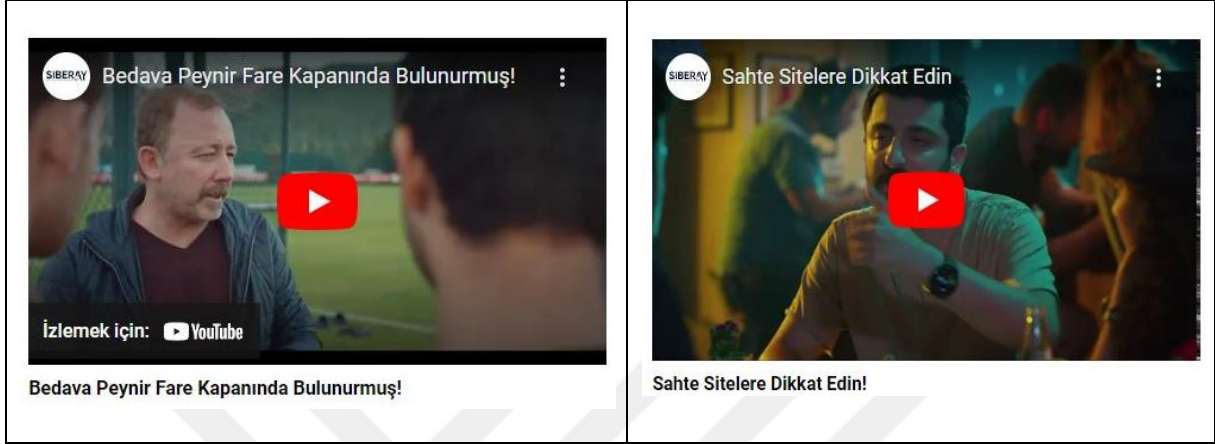 SIBERAY
Bedava Peynir Fare Kapanında Bulunurmuş!
İzlemek için: YouTube
Bedava Peynir Fare Kapanında Bulunurmuş!
SIBERAY
Sahte Sitelere Dikkat Edin
Sahte Sitelere Dikkat Edin!